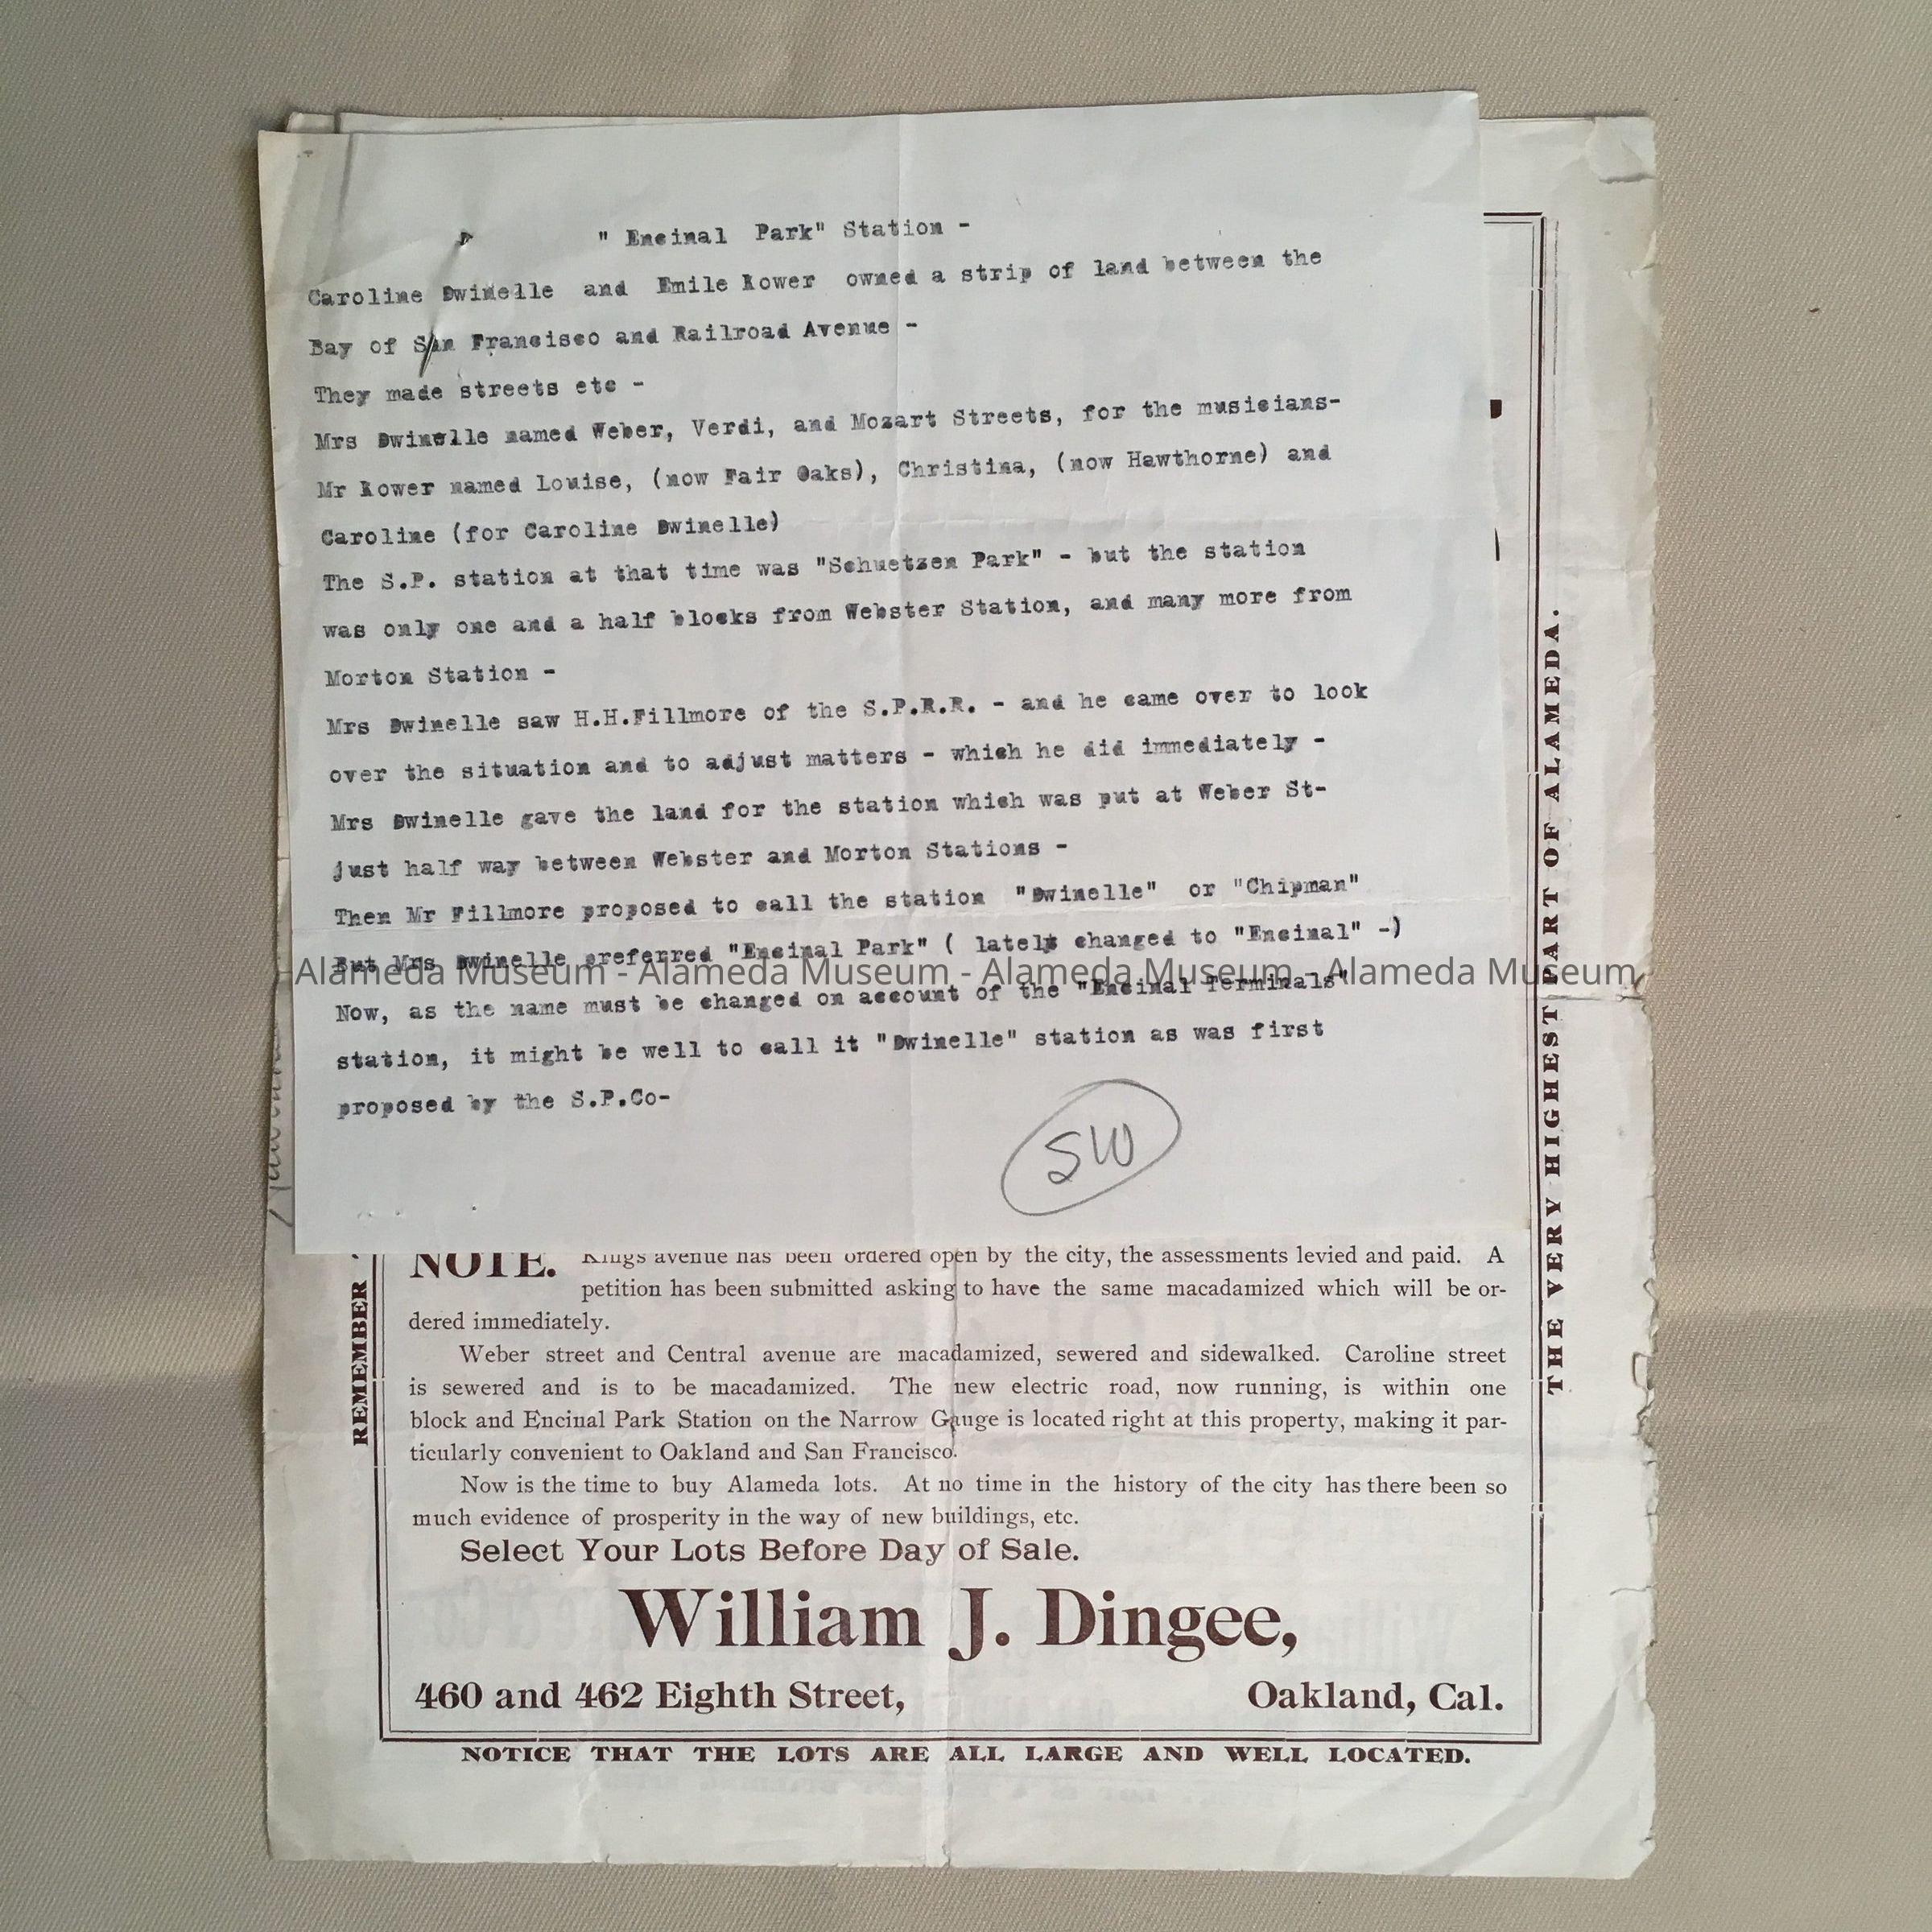 " Encinal Park" Station -
Caroline Dwinelle and Emile Kower owned a strip of land between the
Bay of San Francisco and Railroad Avenue -
They made streets etc -
Mrs Dwinelle named Weber, Verdi, and Mozart Streets, for the musicians-
Mr Kower named Louise, (now Fair Oaks), Christina, (now Hawthorne) and
Caroline (for Caroline Dwinelle)
The S.P. station at that time was "Schuetzen Park" - but the station
was only one and a half blocks from Webster Station, and many more from
Morton Station -
Mrs Dwinelle saw H.H.Fillmore of the S.P.R.R. - and he came over to look
over the situation and to adjust matters - which he did immediately -
Mrs Dwinelle gave the land for the station which was put at Weber St-
just half way between Webster and Morton Stations -
Then Mr Fillmore proposed to call the station "Dwinelle" or "Chipman"
But Mrs Dwinelle preferred "Encinal Park" ( lately changed to "Encinal" -)
Alameda Museum - Alameda Museum - Alameda Museum - Alameda Museum
Now, as the name must be changed on account of the "Encinal Terminals"
station, it might be well to call it "Dwinelle" station as was first
proposed by the S.P.Co-
SW
NOTE. Kings avenue has been ordered open by the city, the assessments levied and paid. A
petition has been submitted asking to have the same macadamized which will be or-
dered immediately.
Weber street and Central avenue are macadamized, sewered and sidewalked. Caroline street
is sewered and is to be macadamized. The new electric road, now running, is within one
block and Encinal Park Station on the Narrow Gauge is located right at this property, making it par-
ticularly convenient to Oakland and San Francisco.
Now is the time to buy Alameda lots. At no time in the history of the city has there been so
much evidence of prosperity in the way of new buildings, etc.
Select Your Lots Before Day of Sale.
William J. Dingee,
460 and 462 Eighth Street, Oakland, Cal.
NOTICE THAT THE LOTS ARE ALL LARGE AND WELL LOCATED.
REMEMBER
THE VERY HIGHEST PART OF ALAMEDA.